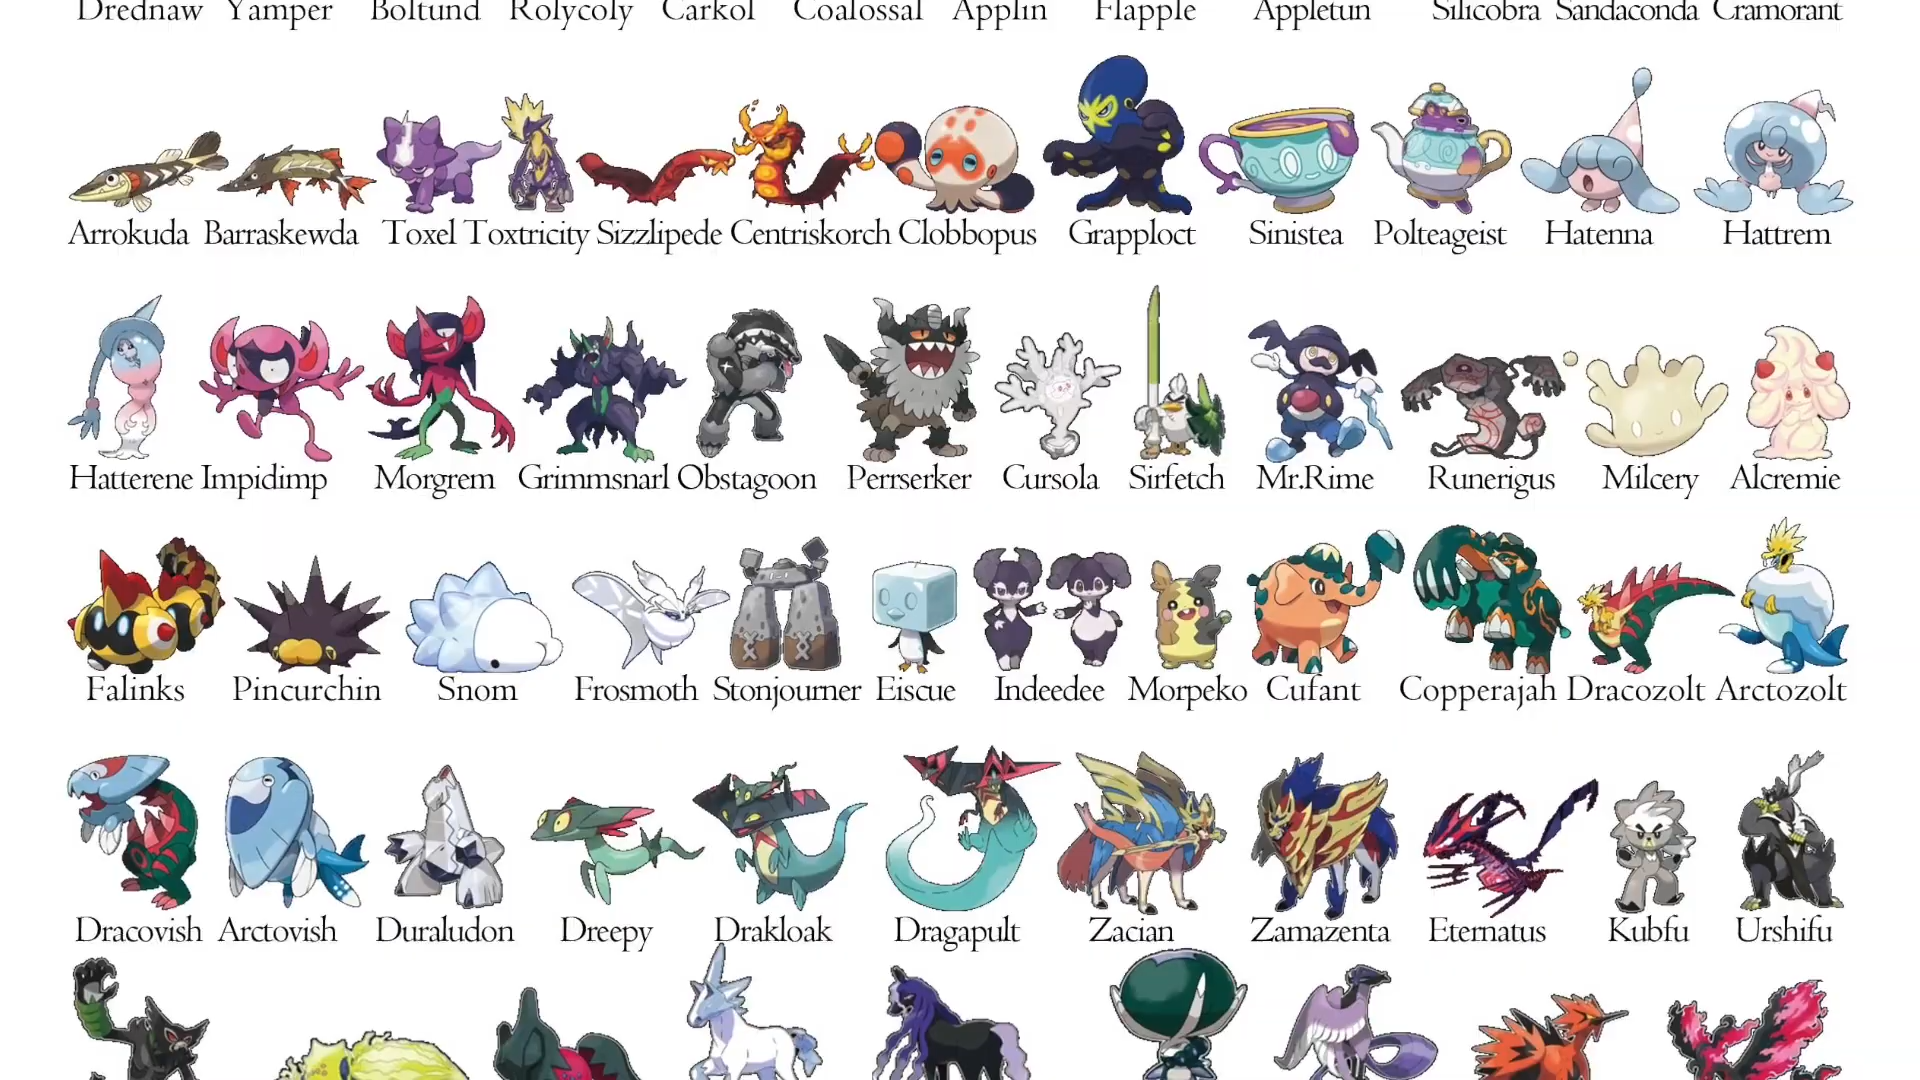 Drednaw Yamper Boltund Rolycoly Carkol Coalossal Applin Flapple Appletun Silicobra Sandaconda Cramorant
Arrokuda Barraskewda Toxel Toxtricity Sizzlipede Centriskorch Clobbopus Grapploct Sinistea Polteageist Hatenna Hattrem
Hatterene Impidimp Morgrem Grimmsnarl Obstagoon Perrserker Cursola Sirfetch Mr.Rime Runerigus Milcery Alcremie
Falinks Pincurchin Snom Frosmoth Stonjourner Eiscue Indeedee Morpeko Cufant Copperajah Dracozolt Arctozolt
Dracovish Arctovish Duraludon Dreepy Drakloak Dragapult Zacian Zamazenta Eternatus Kubfu Urshifu